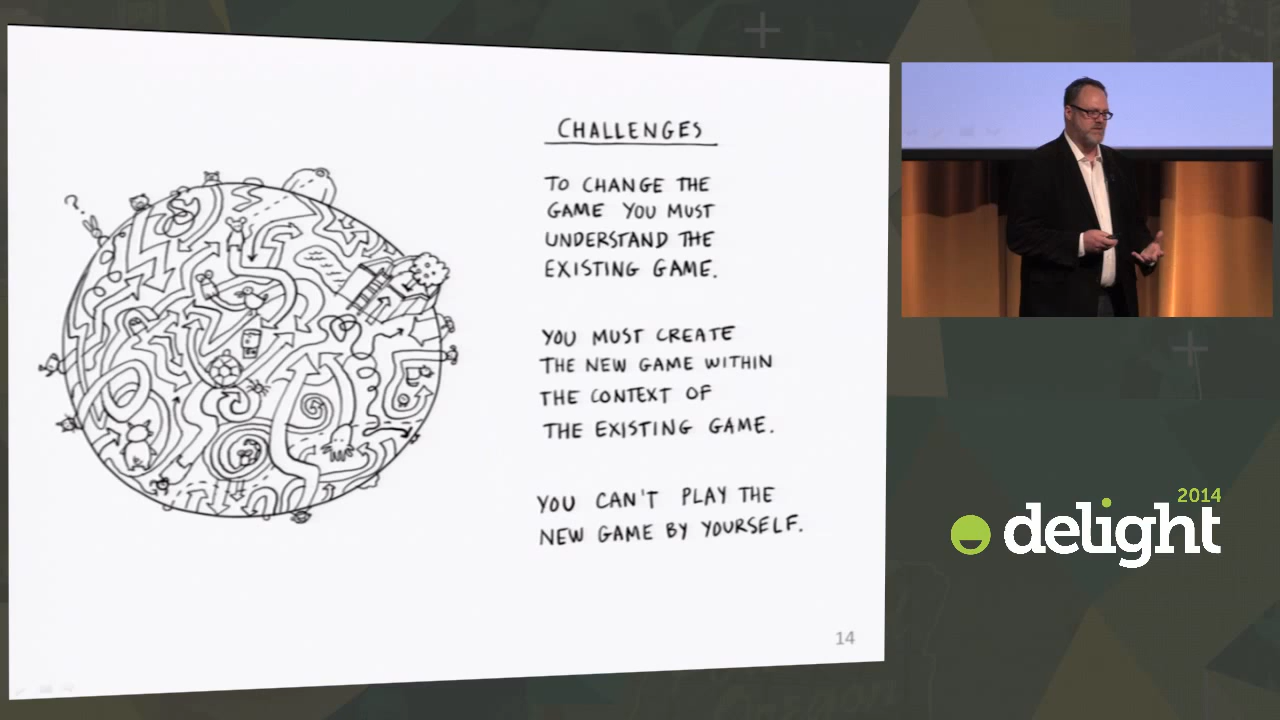 CHALLENGES
TO CHANGE THE
GAME YOU MUST
UNDERSTAND THE
EXISTING GAME.
YOU MUST CREATE
THE NEW GAME WITHIN
THE CONTEXT OF
THE EXISTING GAME.
YOU CAN'T PLAY THE
NEW GAME BY YOURSELF.
14
?
2014
delight
Oregon